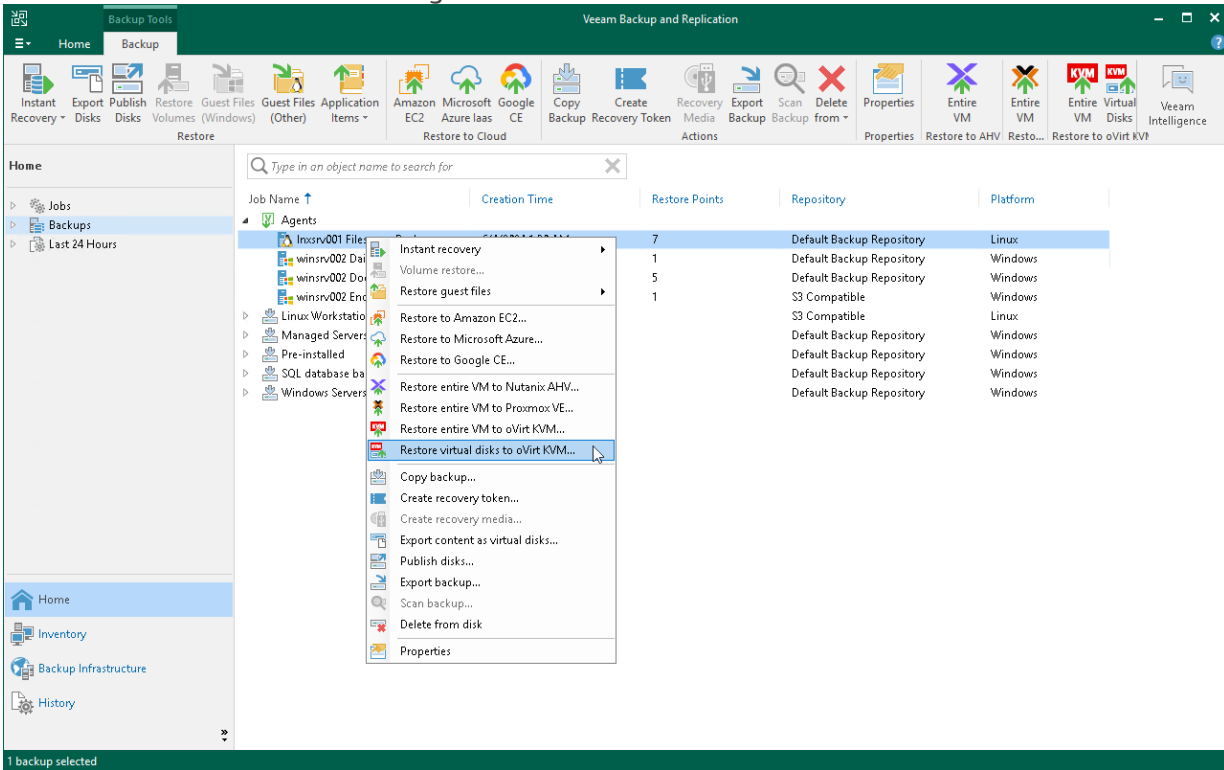 Backup Tools
Veeam Backup and Replication
Home Backup
Instant Recovery
Export Disks
Publish Disks
Restore Volumes
Guest Files (Windows)
Guest Files (Other)
Application Items
Amazon EC2
Microsoft Azure Iaas
Google CE
Copy Backup
Create Recovery Token
Recovery Media
Export Backup
Scan Backup
Delete from
Properties
Entire VM
Entire VM
Entire VM
Virtual Disks
Veeam Intelligence
Restore
Restore to Cloud
Actions
Properties
Restore to AHV
Resto...
Restore to oVirt KVM
Home
Jobs
Backups
Last 24 Hours
Type in an object name to search for
Job Name Creation Time Restore Points Repository Platform
Agents
lnxsrv001 Files 7 Default Backup Repository Linux
winsrv002 Dai 1 Default Backup Repository Windows
winsrv002 Do 5 Default Backup Repository Windows
winsrv002 Enc 1 S3 Compatible Windows
Linux Workstatio S3 Compatible Linux
Managed Servers Default Backup Repository Windows
Pre-installed Default Backup Repository Windows
SQL database ba Default Backup Repository Windows
Windows Servers Default Backup Repository Windows
Instant recovery
Volume restore...
Restore guest files
Restore to Amazon EC2...
Restore to Microsoft Azure...
Restore to Google CE...
Restore entire VM to Nutanix AHV...
Restore entire VM to Proxmox VE...
Restore entire VM to oVirt KVM...
Restore virtual disks to oVirt KVM...
Copy backup...
Create recovery token...
Create recovery media...
Export content as virtual disks...
Publish disks...
Export backup...
Scan backup...
Delete from disk
Properties
Home
Inventory
Backup Infrastructure
History
1 backup selected